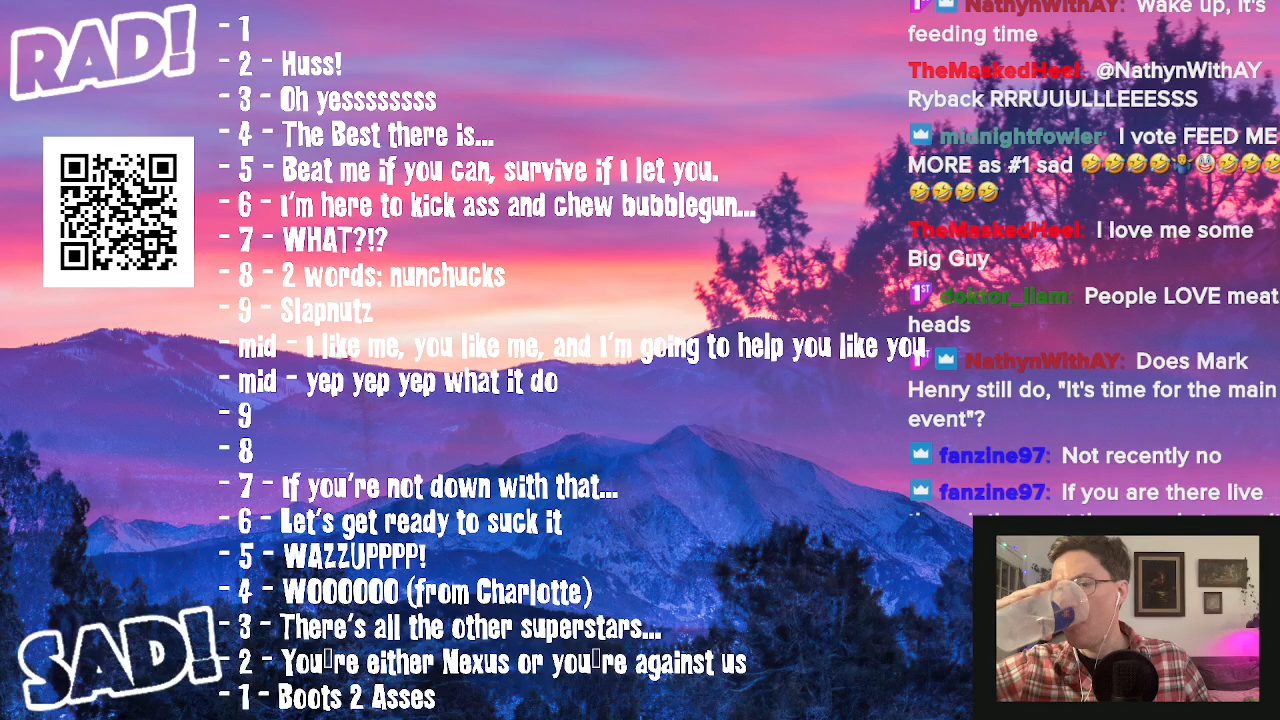 RAD!
- 1
- 2 - Huss!
- 3 - Oh yessssssss
- 4 - The Best there is...
- 5 - Beat me if you can, survive if I let you.
- 6 - I'm here to kick ass and chew bubblegun...
- 7 - WHAT?!?
- 8 - 2 words: nunchucks
- 9 - Slapnutz
- mid - I like me, you like me, and I'm going to help you like you.
- mid - yep yep yep what it do
- 9
- 8
- 7 - If you're not down with that...
- 6 - Let's get ready to suck it
- 5 - WAZZUPPPP!
- 4 - WOOOOOO (from Charlotte)
- 3 - There's all the other superstars...
- 2 - You▯re either Nexus or you▯re against us
- 1 - Boots 2 Asses
SAD!
NathynWithAY: Wake up, it's
feeding time
TheMaskedHeel: @NathynWithAY
Ryback RRRUUULLLEEESSS
midnightfowler: I vote FEED ME
MORE as #1 sad 🤣🤣🤣🤣🤷‍♂️🤡🤣🤣🤣
🤣🤣🤣🤣
TheMaskedHeel: I love me some
Big Guy
1ST doktor_liam: People LOVE meat
heads
NathynWithAY: Does Mark
Henry still do, "It's time for the main
event"?
fanzine97: Not recently no
fanzine97: If you are there live